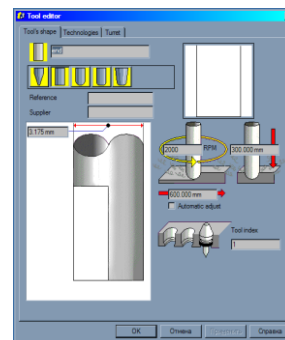 Tool editor
Tool's shape Technologies Turret
Reference
Supplier
3.175 mm
2000 RPM 300.000 mm
600.000 mm
Automatic adjust
Tool index
1
OK Отмена Применить Справка